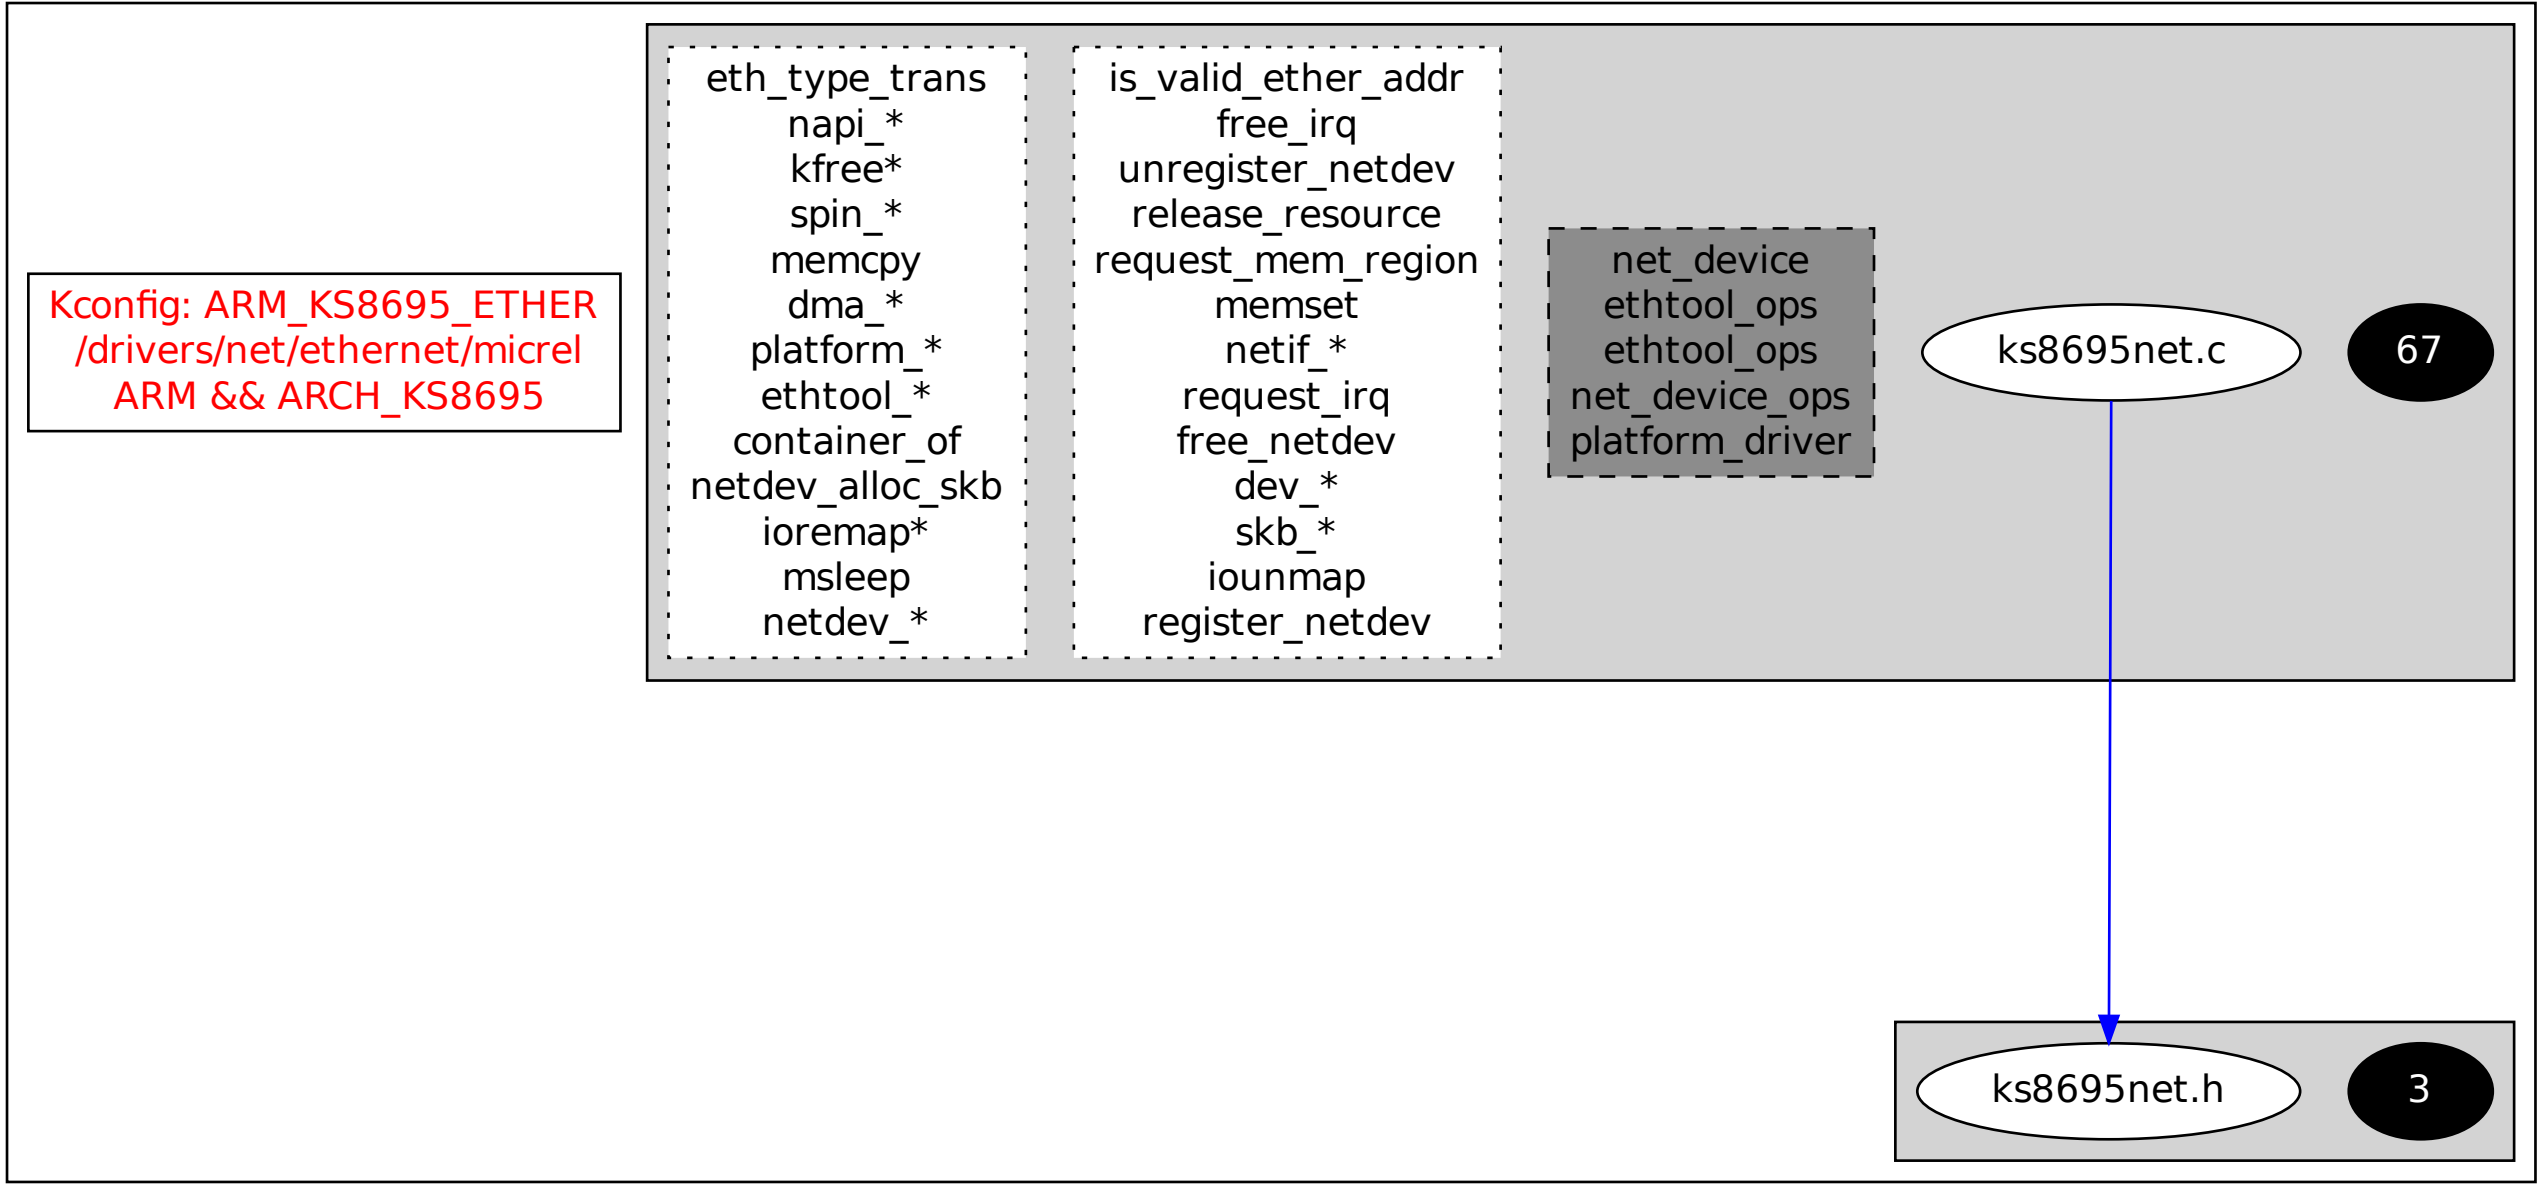 Kconfig: ARM_KS8695_ETHER
/drivers/net/ethernet/micrel
ARM && ARCH_KS8695
eth_type_trans
napi_*
kfree*
spin_*
memcpy
dma_*
platform_*
ethtool_*
container_of
netdev_alloc_skb
ioremap*
msleep
netdev_*
is_valid_ether_addr
free_irq
unregister_netdev
release_resource
request_mem_region
memset
netif_*
request_irq
free_netdev
dev_*
skb_*
iounmap
register_netdev
net_device
ethtool_ops
ethtool_ops
net_device_ops
platform_driver
ks8695net.c
67
ks8695net.h
3